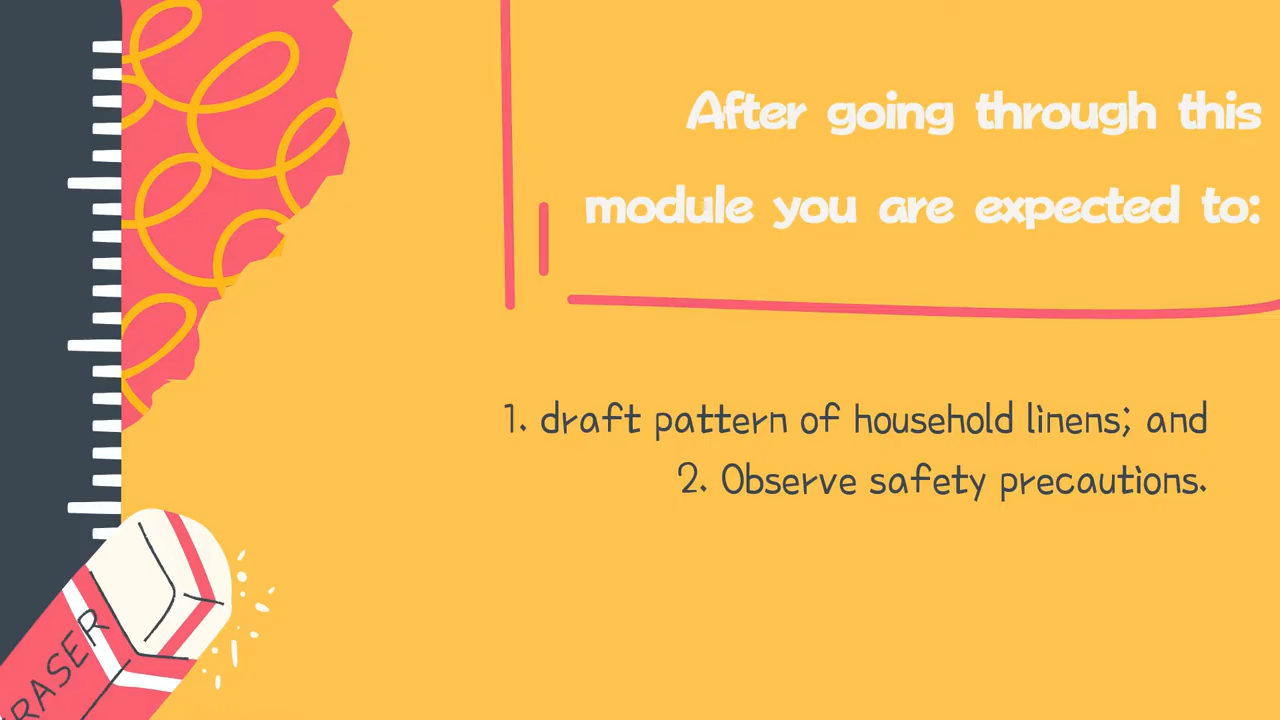 After going through this
module you are expected to:
1. draft pattern of household linens; and
2. Observe safety precautions.
RASER